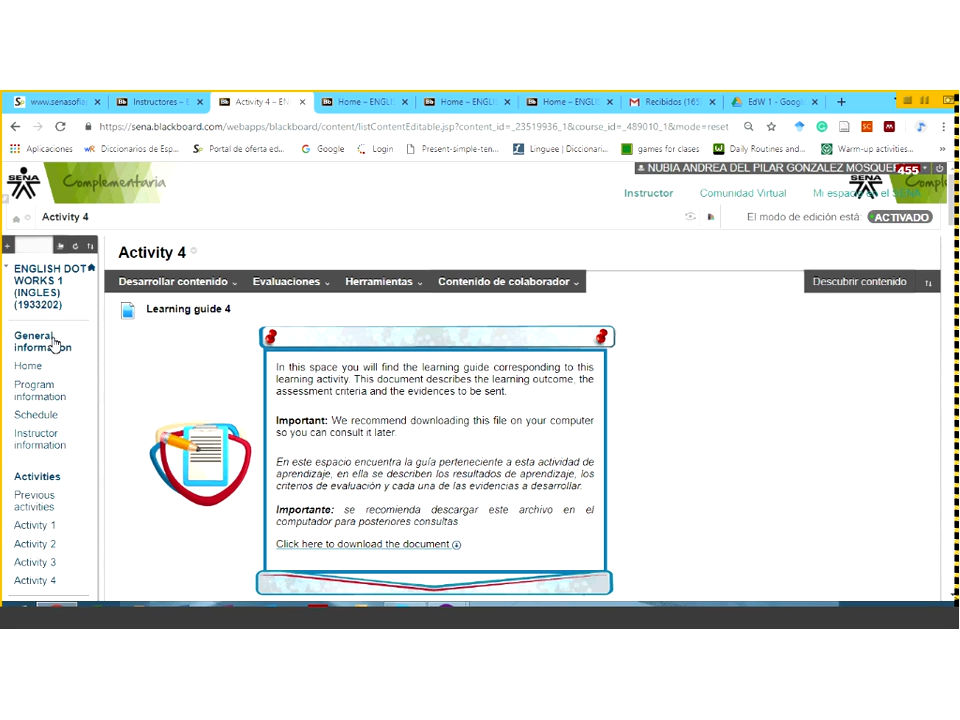 www.senasofia
Instructores –
Activity 4 – EN
Home – ENGLI
Home – ENGLIS
Home – ENGLIS
Recibidos (165
EdW 1 - Googl
https://sena.blackboard.com/webapps/blackboard/content/listContentEditable.jsp?content_id=_23519936_1&course_id=_489010_1&mode=reset
Aplicaciones
Diccionarios de Esp...
Portal de oferta ed...
Google
Login
Present-simple-ten...
Linguee | Diccionari...
games for clases
Daily Routines and...
Warm-up activities...
SENA
Complementaria
NUBIA ANDREA DEL PILAR GONZALEZ MOSQUE
455
Instructor
Comunidad Virtual
Mi espacio en el SENA
Activity 4
El modo de edición está:
ACTIVADO
ENGLISH DOT
WORKS 1
(INGLES)
(1933202)
General
information
Home
Program
information
Schedule
Instructor
information
Activities
Previous
activities
Activity 1
Activity 2
Activity 3
Activity 4
Activity 4
Desarrollar contenido
Evaluaciones
Herramientas
Contenido de colaborador
Descubrir contenido
Learning guide 4
In this space you will find the learning guide corresponding to this
learning activity. This document describes the learning outcome, the
assessment criteria and the evidences to be sent.
Important: We recommend downloading this file on your computer
so you can consult it later.
En este espacio encuentra la guía perteneciente a esta actividad de
aprendizaje, en ella se describen los resultados de aprendizaje, los
criterios de evaluación y cada una de las evidencias a desarrollar.
Importante: se recomienda descargar este archivo en el
computador para posteriores consultas
Click here to download the document